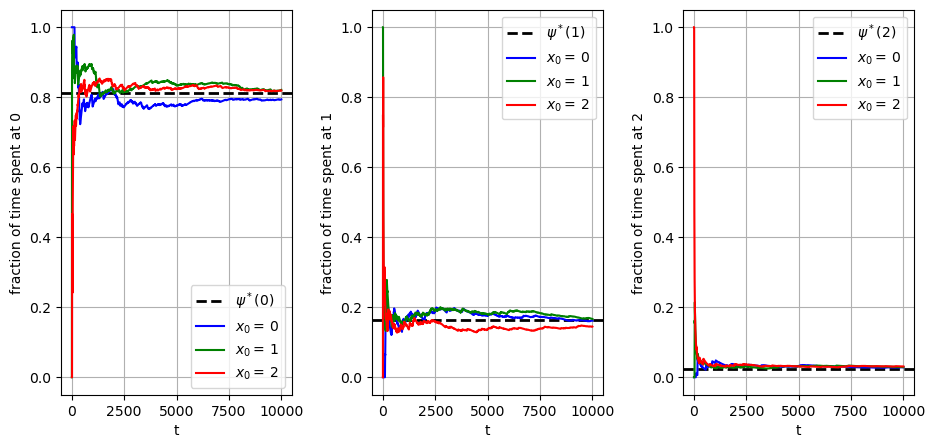 fraction of time spent at 0
1.0
0.8
0.6
0.4
0.2
0.0
ψ*(0)
x₀ = 0
x₀ = 1
x₀ = 2
0
2500
5000
7500
10000
t
fraction of time spent at 1
1.0
0.8
0.6
0.4
0.2
0.0
ψ*(1)
x₀ = 0
x₀ = 1
x₀ = 2
0
2500
5000
7500
10000
t
fraction of time spent at 2
1.0
0.8
0.6
0.4
0.2
0.0
ψ*(2)
x₀ = 0
x₀ = 1
x₀ = 2
0
2500
5000
7500
10000
t